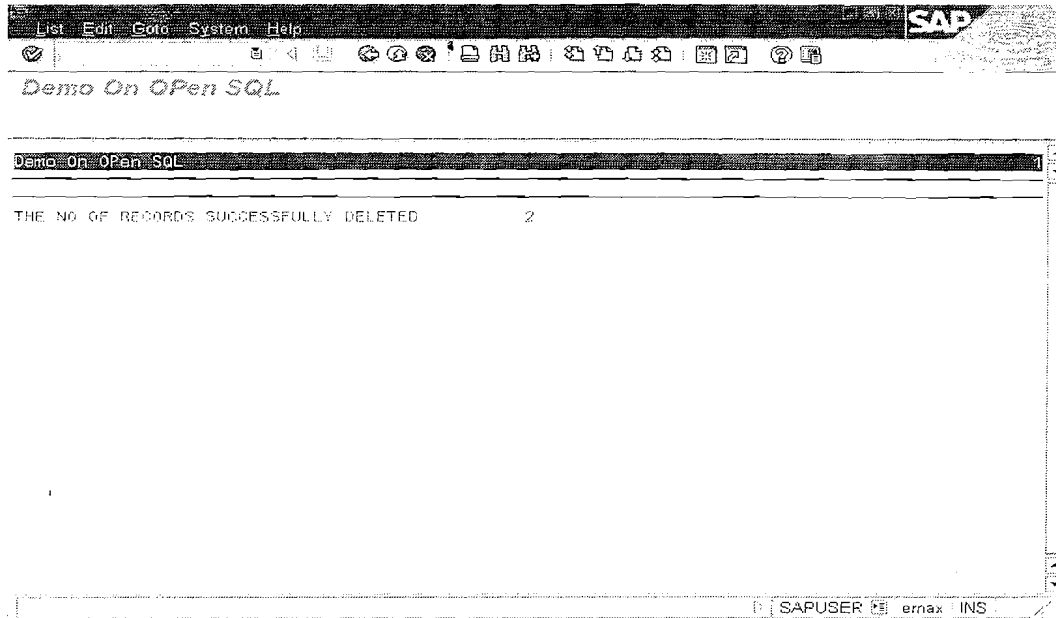 List Edit Goto System Help
SAP
Demo On OPen SQL
Demo On OPen SQL 1
THE NO OF RECORDS SUCCESSFULLY DELETED 2
SAPUSER ernax INS